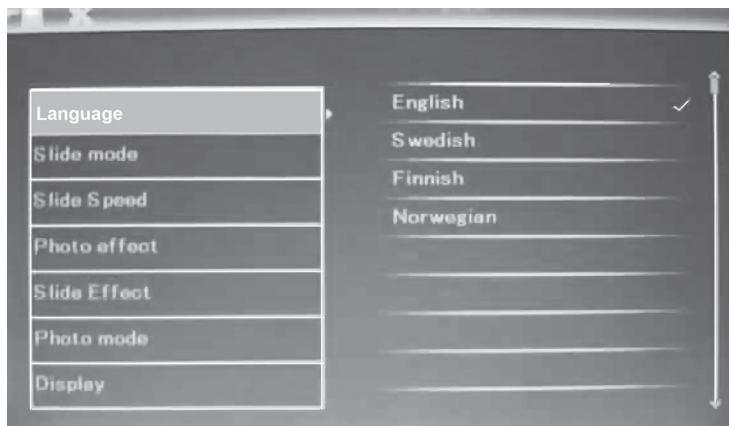 Language
Slide mode
Slide Speed
Photo effect
Slide Effect
Photo mode
Display
English
Swedish
Finnish
Norwegian